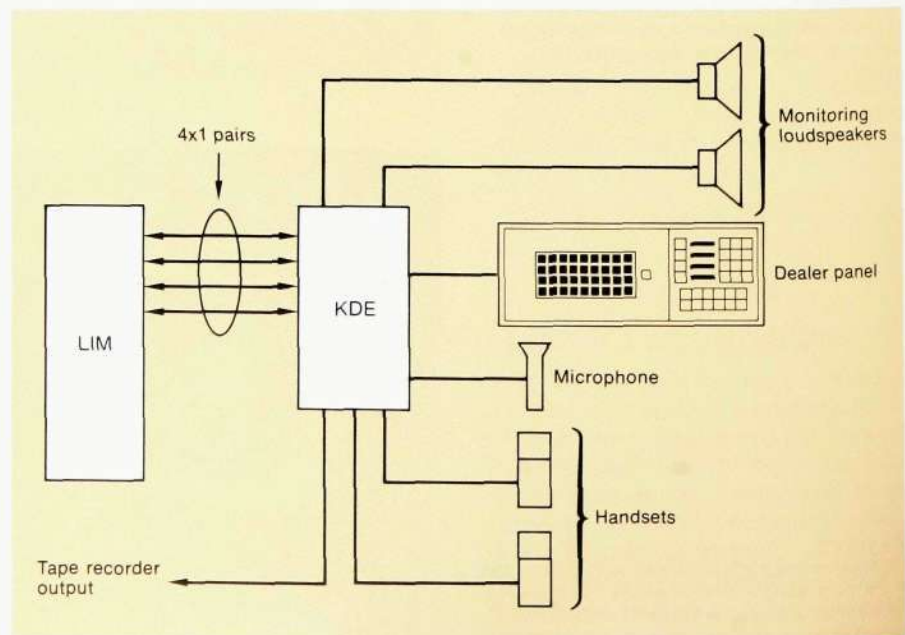 4x1 pairs
Monitoring
loudspeakers
LIM
KDE
Dealer panel
Microphone
Handsets
Tape recorder
output